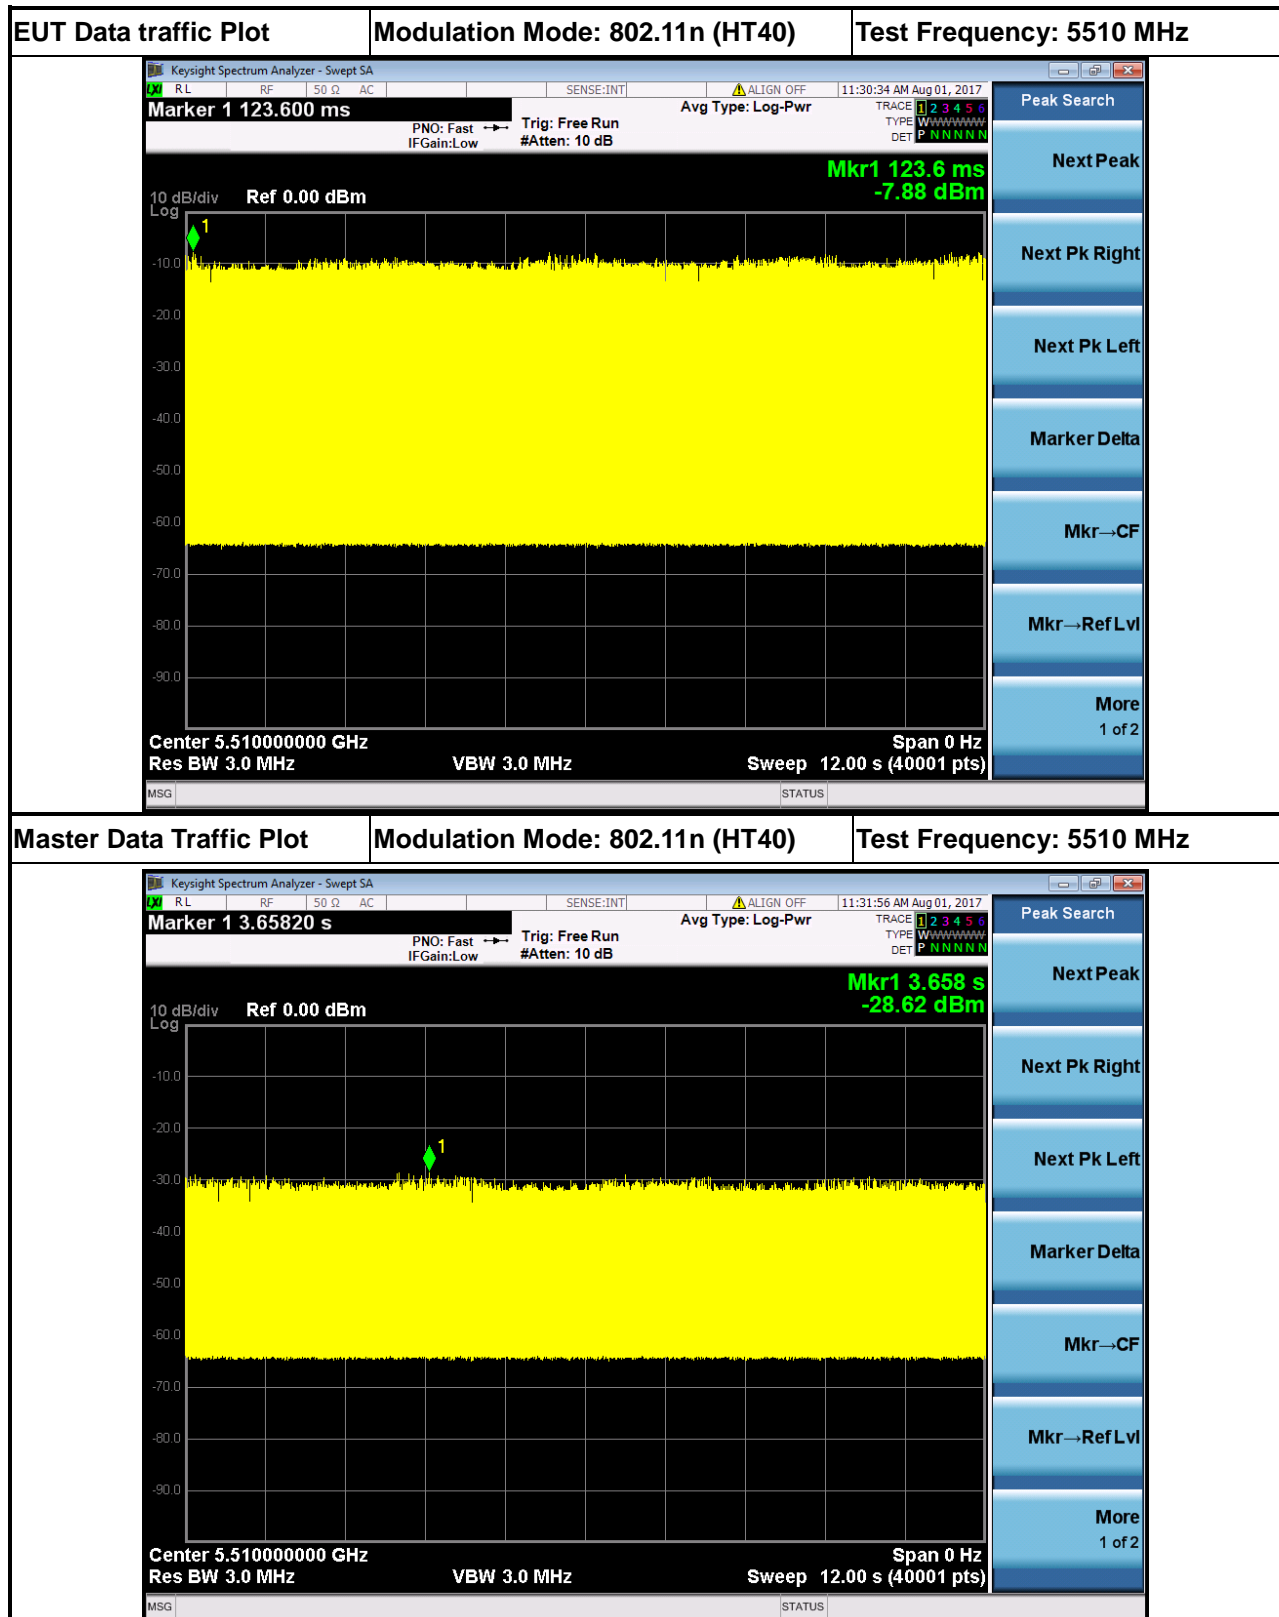 EUT Data traffic Plot Modulation Mode: 802.11n (HT40) Test Frequency: 5510 MHz
Keysight Spectrum Analyzer - Swept SA
LXI RL RF 50 Ω AC SENSE:INT ALIGN OFF 11:30:34 AM Aug 01, 2017
Marker 1 123.600 ms Avg Type: Log-Pwr TRACE 1 2 3 4 5 6 Peak Search
PNO: Fast Trig: Free Run TYPE WWWWWW
IFGain:Low #Atten: 10 dB DET P N N N N N
Next Peak
Mkr1 123.6 ms
-7.88 dBm
10 dB/div Ref 0.00 dBm
Log
1
Next Pk Right
-10.0
-20.0
Next Pk Left
-30.0
-40.0
Marker Delta
-50.0
-60.0
Mkr→CF
-70.0
-80.0
Mkr→Ref Lvl
-90.0
More
1 of 2
Center 5.510000000 GHz Span 0 Hz
Res BW 3.0 MHz VBW 3.0 MHz Sweep 12.00 s (40001 pts)
MSG STATUS
Master Data Traffic Plot Modulation Mode: 802.11n (HT40) Test Frequency: 5510 MHz
Keysight Spectrum Analyzer - Swept SA
LXI RL RF 50 Ω AC SENSE:INT ALIGN OFF 11:31:56 AM Aug 01, 2017
Marker 1 3.65820 s Avg Type: Log-Pwr TRACE 1 2 3 4 5 6 Peak Search
PNO: Fast Trig: Free Run TYPE WWWWWW
IFGain:Low #Atten: 10 dB DET P N N N N N
Next Peak
Mkr1 3.658 s
-28.62 dBm
10 dB/div Ref 0.00 dBm
Log
Next Pk Right
-10.0
-20.0
1
Next Pk Left
-30.0
-40.0
Marker Delta
-50.0
-60.0
Mkr→CF
-70.0
-80.0
Mkr→Ref Lvl
-90.0
More
1 of 2
Center 5.510000000 GHz Span 0 Hz
Res BW 3.0 MHz VBW 3.0 MHz Sweep 12.00 s (40001 pts)
MSG STATUS